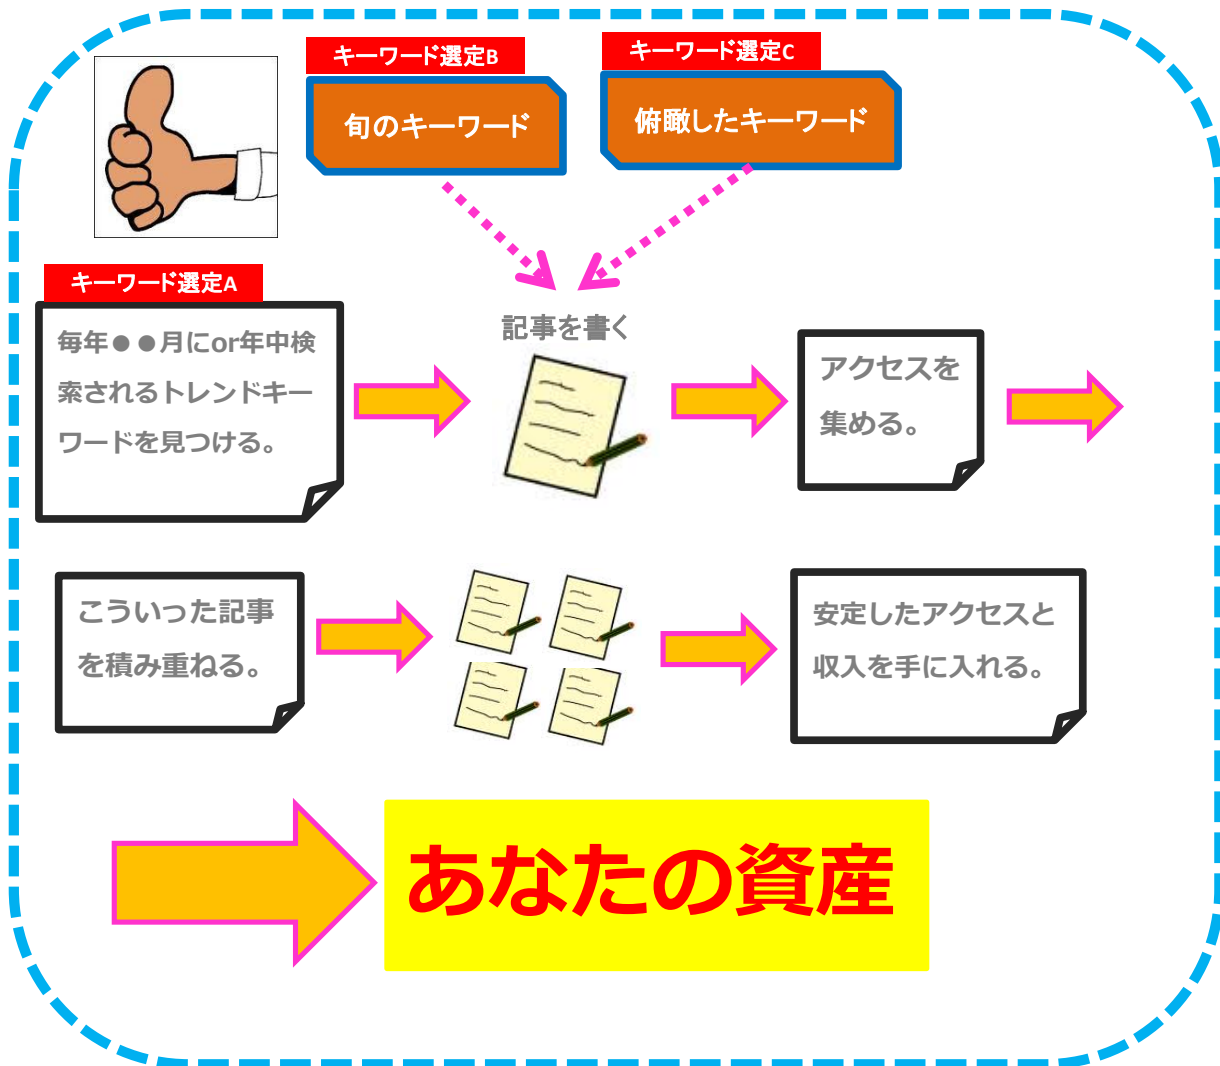 キーワード選定B
キーワード選定C
旬のキーワード
俯瞰したキーワード
キーワード選定A
毎年●●月にor年中検
索されるトレンドキー
ワードを見つける。
記事を書く
アクセスを
集める。
こういった記事
を積み重ねる。
安定したアクセスと
収入を手に入れる。
あなたの資産